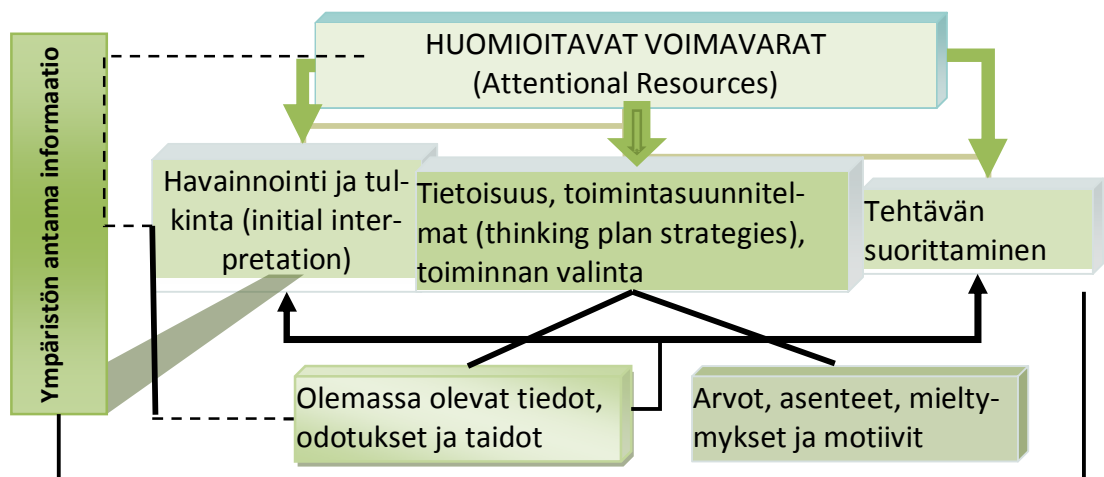 HUOMIOITAVAT VOIMAVARAT
(Attentional Resources)
Ympäristön antama informaatio
Havainnointi ja tul-
kinta (initial inter-
pretation)
Tietoisuus, toimintasuunnitel-
mat (thinking plan strategies),
toiminnan valinta
Tehtävän
suorittaminen
Olemassa olevat tiedot,
odotukset ja taidot
Arvot, asenteet, mielty-
mykset ja motiivit